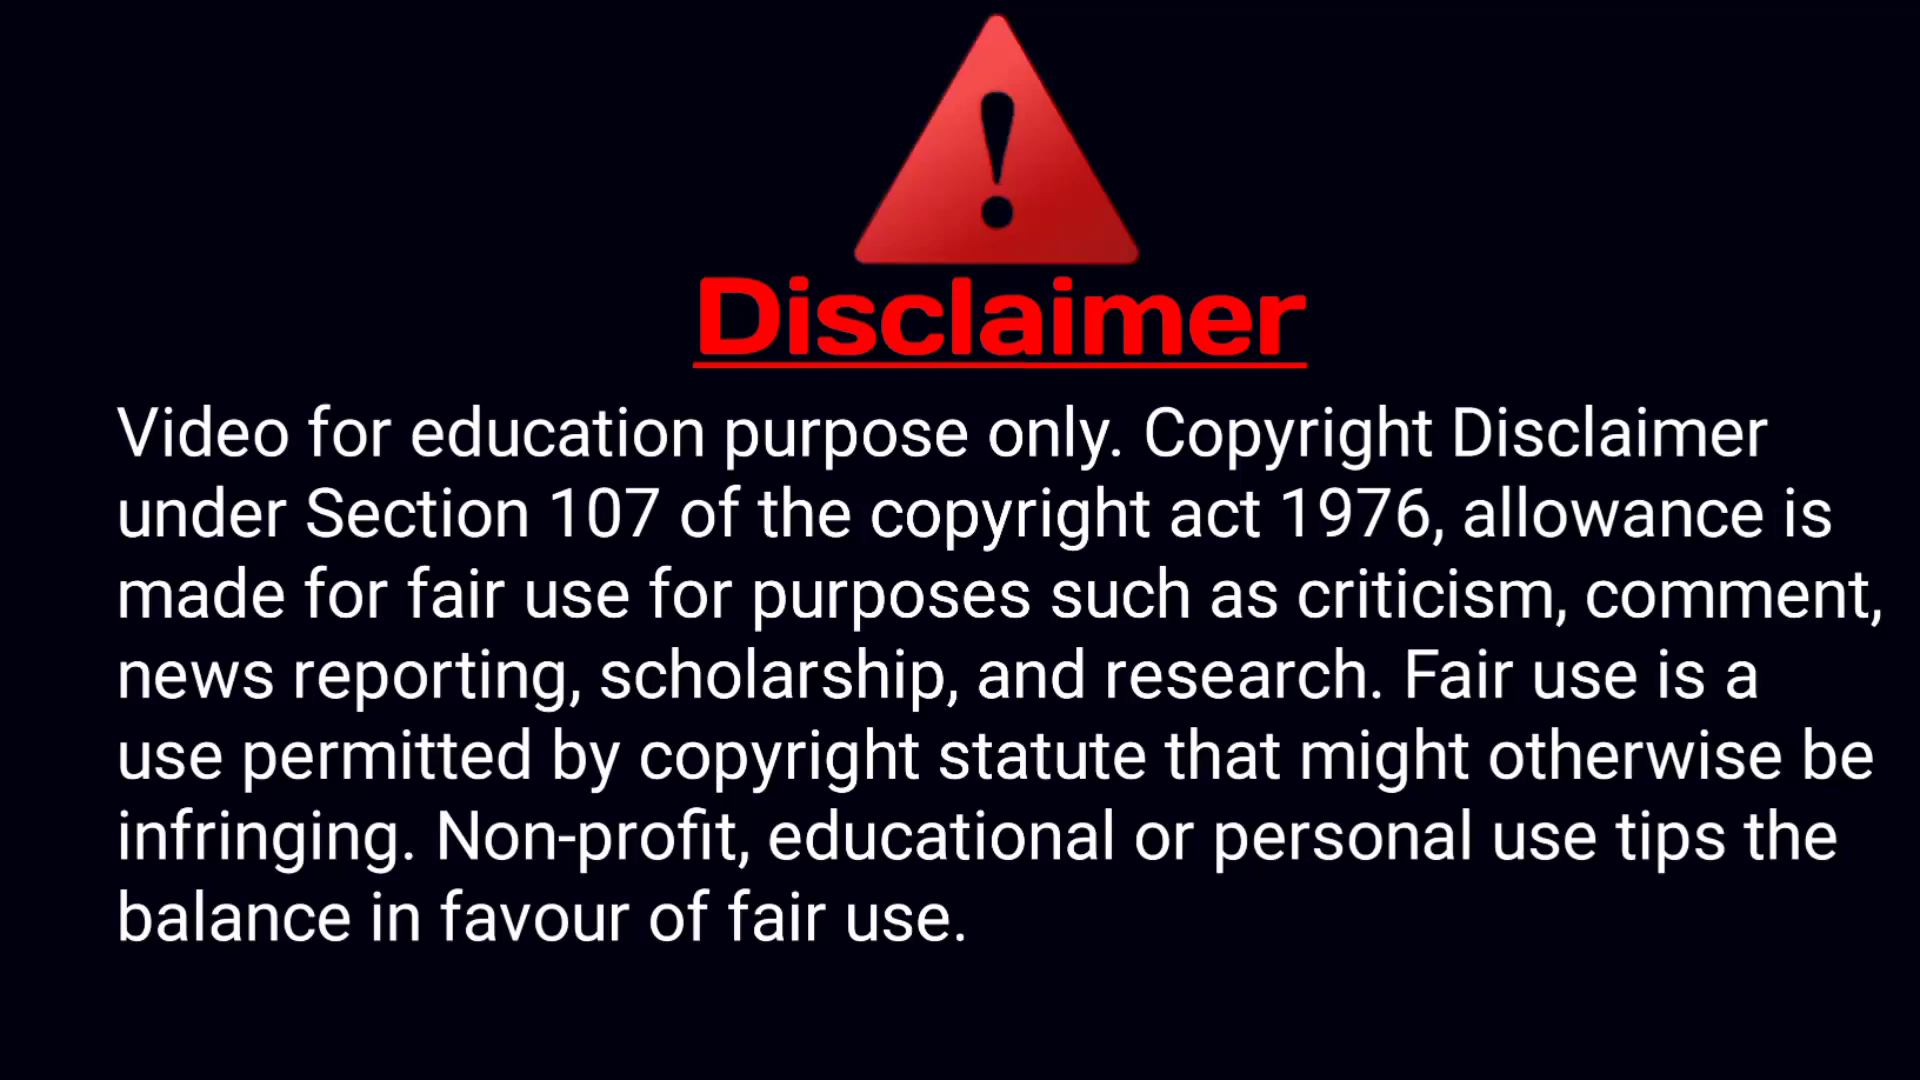 Disclaimer
Video for education purpose only. Copyright Disclaimer
under Section 107 of the copyright act 1976, allowance is
made for fair use for purposes such as criticism, comment,
news reporting, scholarship, and research. Fair use is a
use permitted by copyright statute that might otherwise be
infringing. Non-profit, educational or personal use tips the
balance in favour of fair use.